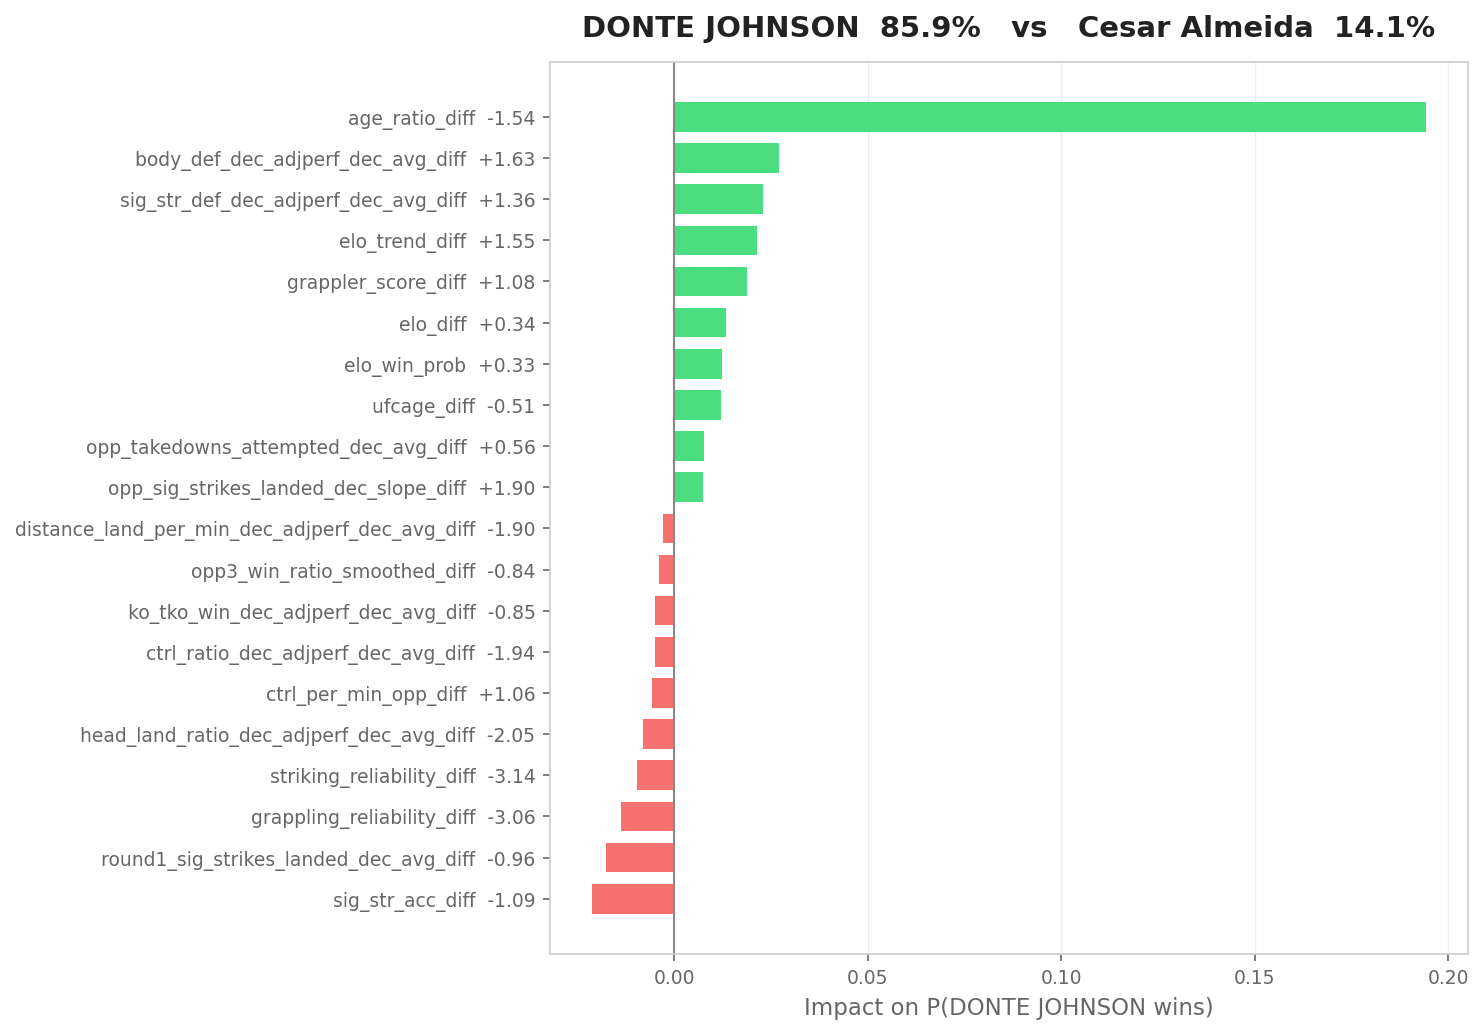 DONTE JOHNSON 85.9% vs Cesar Almeida 14.1%
age_ratio_diff -1.54
body_def_dec_adjperf_dec_avg_diff +1.63
sig_str_def_dec_adjperf_dec_avg_diff +1.36
elo_trend_diff +1.55
grappler_score_diff +1.08
elo_diff +0.34
elo_win_prob +0.33
ufcage_diff -0.51
opp_takedowns_attempted_dec_avg_diff +0.56
opp_sig_strikes_landed_dec_slope_diff +1.90
distance_land_per_min_dec_adjperf_dec_avg_diff -1.90
opp3_win_ratio_smoothed_diff -0.84
ko_tko_win_dec_adjperf_dec_avg_diff -0.85
ctrl_ratio_dec_adjperf_dec_avg_diff -1.94
ctrl_per_min_opp_diff +1.06
head_land_ratio_dec_adjperf_dec_avg_diff -2.05
striking_reliability_diff -3.14
grappling_reliability_diff -3.06
round1_sig_strikes_landed_dec_avg_diff -0.96
sig_str_acc_diff -1.09
0.00 0.05 0.10 0.15 0.20
Impact on P(DONTE JOHNSON wins)